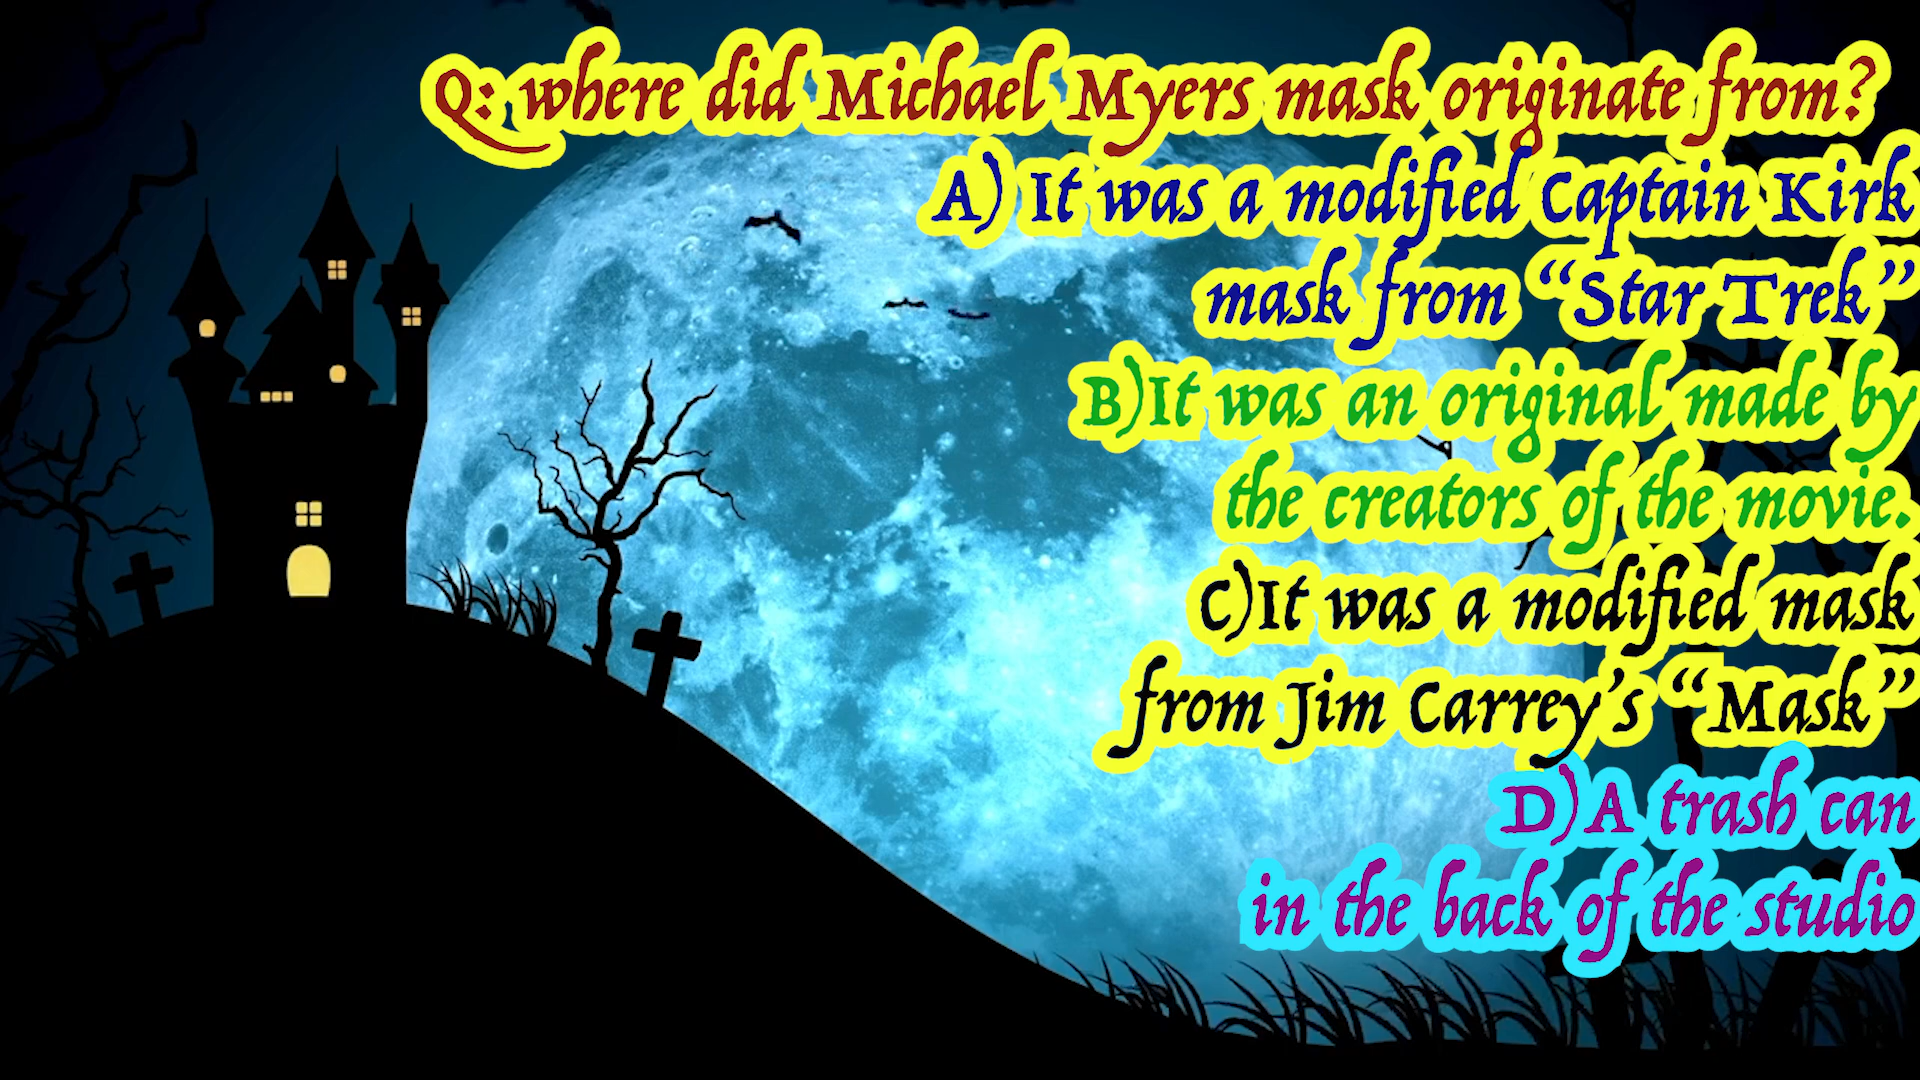 Q: where did Michael Myers mask originate from?
A) It was a modified Captain Kirk
mask from “Star Trek”
B)It was an original made by
the creators of the movie.
C)It was a modified mask
from Jim Carrey’s “Mask”
D)A trash can
in the back of the studio